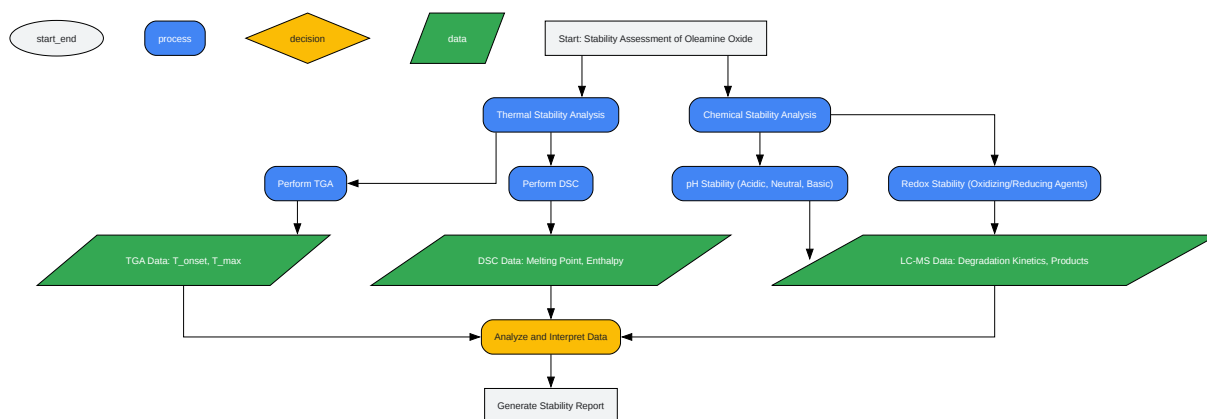 start_end
process
decision
data
Start: Stability Assessment of Oleamine Oxide
Thermal Stability Analysis
Chemical Stability Analysis
Perform TGA
Perform DSC
pH Stability (Acidic, Neutral, Basic)
Redox Stability (Oxidizing/Reducing Agents)
TGA Data: T_onset, T_max
DSC Data: Melting Point, Enthalpy
LC-MS Data: Degradation Kinetics, Products
Analyze and Interpret Data
Generate Stability Report